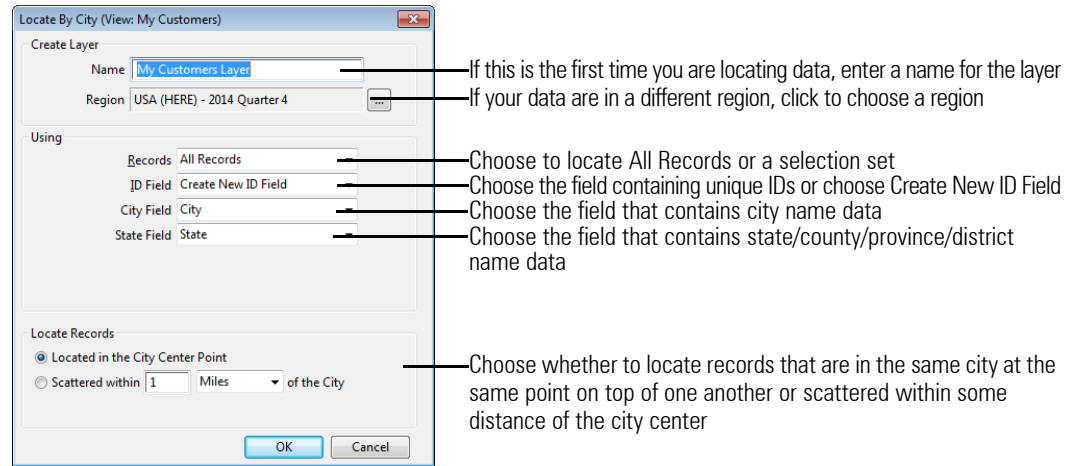 Locate By City (View: My Customers)
Create Layer
Name My Customers Layer
If this is the first time you are locating data, enter a name for the layer
Region USA (HERE) - 2014 Quarter 4 ...
If your data are in a different region, click to choose a region
Using
Records All Records
Choose to locate All Records or a selection set
ID Field Create New ID Field
Choose the field containing unique IDs or choose Create New ID Field
City Field City
Choose the field that contains city name data
State Field State
Choose the field that contains state/county/province/district
name data
Locate Records
Located in the City Center Point
Scattered within 1 Miles of the City
Choose whether to locate records that are in the same city at the
same point on top of one another or scattered within some
distance of the city center
OK Cancel